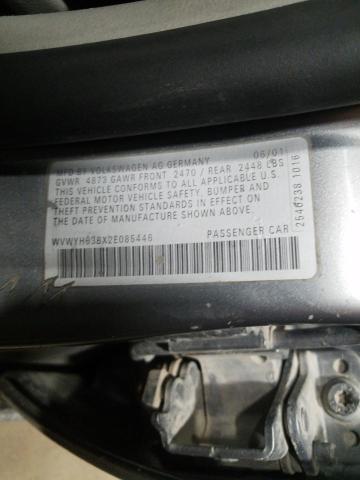 MFD BY VOLKSWAGEN AG GERMANY 06/01
GVWR 4873 GAWR FRONT 2470 / REAR 2448 LBS
THIS CAR CONFORMS TO ALL APPLICABLE U.S.
FEDERAL MOTOR VEHICLE SAFETY, BUMPER AND
THEFT PREVENTION STANDARDS IN EFFECT ON
THE DATE OF MANUFACTURE SHOWN ABOVE
WVWYH63BX2E085446 PASSENGER CAR
2540238 1016